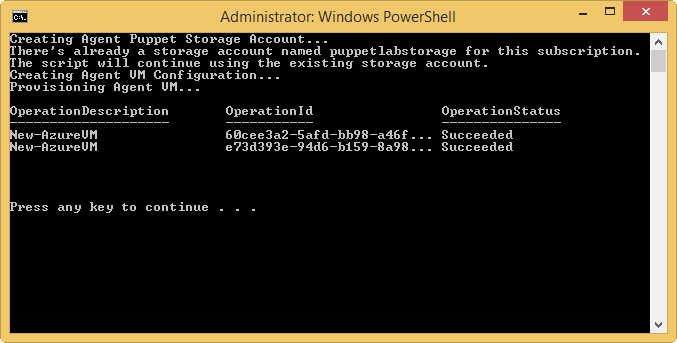 Administrator: Windows PowerShell
Creating Agent Puppet Storage Account...
There's already a storage account named puppetlabstorage for this subscription.
The script will continue using the existing storage account.
Creating Agent VM Configuration...
Provisioning Agent VM...
OperationDescription OperationId OperationStatus
-------------------- ----------- ---------------
New-AzureVM 60cee3a2-5afd-bb98-a46f... Succeeded
New-AzureVM e73d393e-94d6-b159-8a98... Succeeded
Press any key to continue . . .